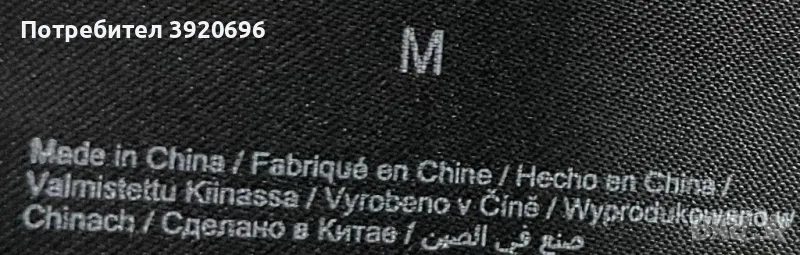 Потребител 3920696
M
Made in China / Fabriqué en Chine / Hecho en China /
Valmistettu Kiinassa / Vyrobeno v Číně / Wyprodukowano w
Chinach / Сделано в Китае / صنع في الصين